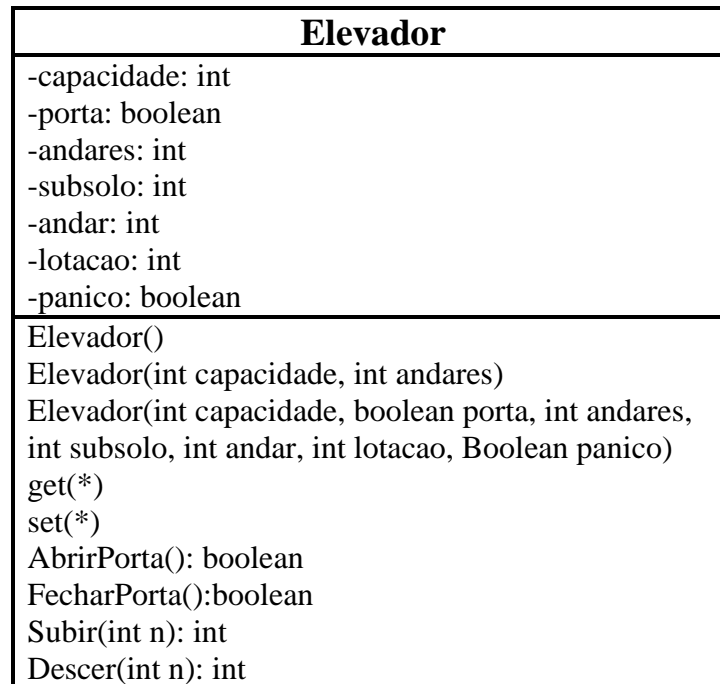 Elevador
-capacidade: int
-porta: boolean
-andares: int
-subsolo: int
-andar: int
-lotacao: int
-panico: boolean
Elevador()
Elevador(int capacidade, int andares)
Elevador(int capacidade, boolean porta, int andares,
int subsolo, int andar, int lotacao, Boolean panico)
get(*)
set(*)
AbrirPorta(): boolean
FecharPorta():boolean
Subir(int n): int
Descer(int n): int